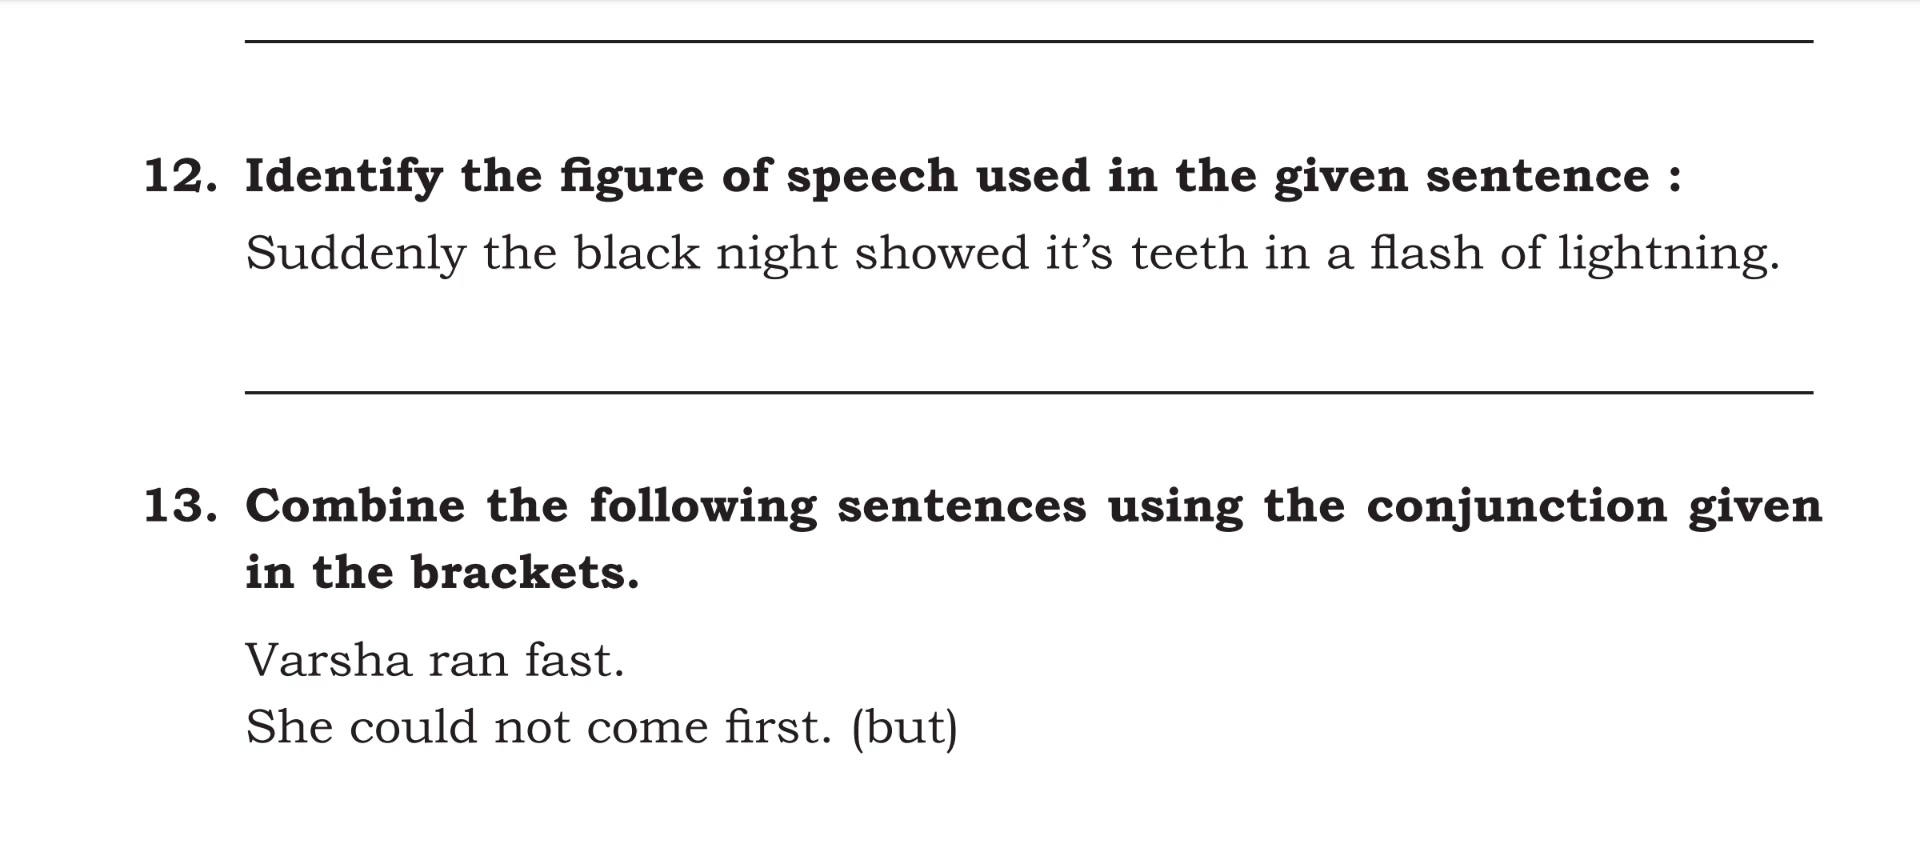 12. Identify the figure of speech used in the given sentence :
Suddenly the black night showed it’s teeth in a flash of lightning.
13. Combine the following sentences using the conjunction given
in the brackets.
Varsha ran fast.
She could not come first. (but)